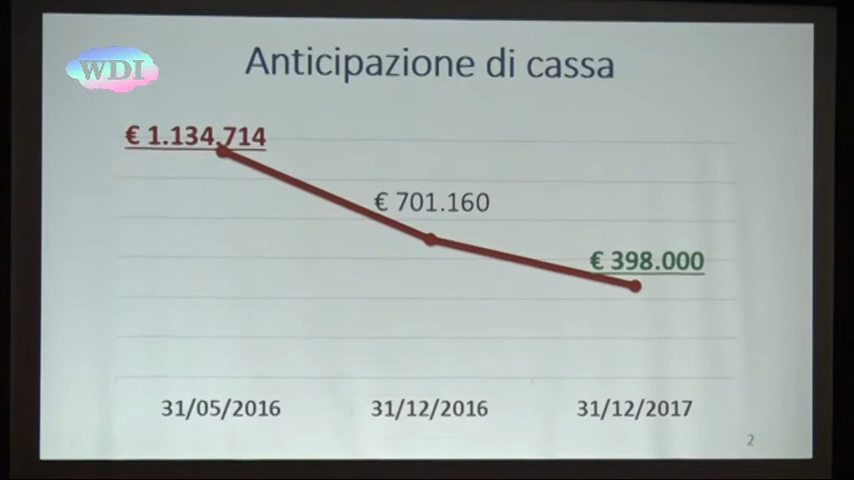 WDI
Anticipazione di cassa
€ 1.134.714
€ 701.160
€ 398.000
31/05/2016 31/12/2016 31/12/2017
2